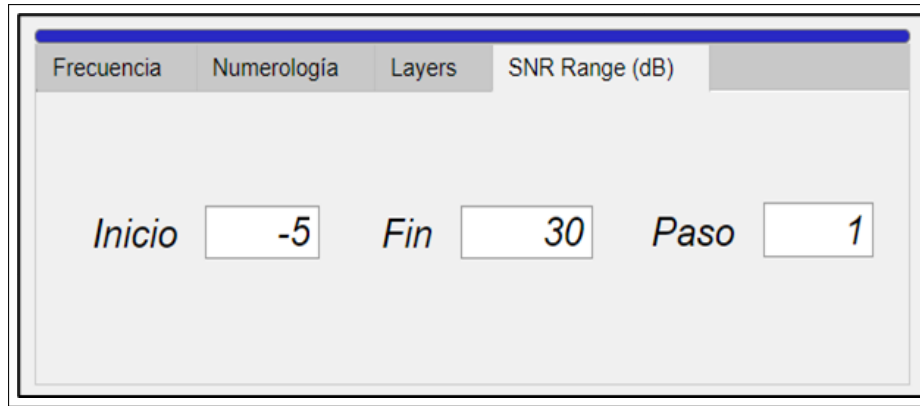 Frecuencia Numerología Layers SNR Range (dB)
Inicio -5 Fin 30 Paso 1